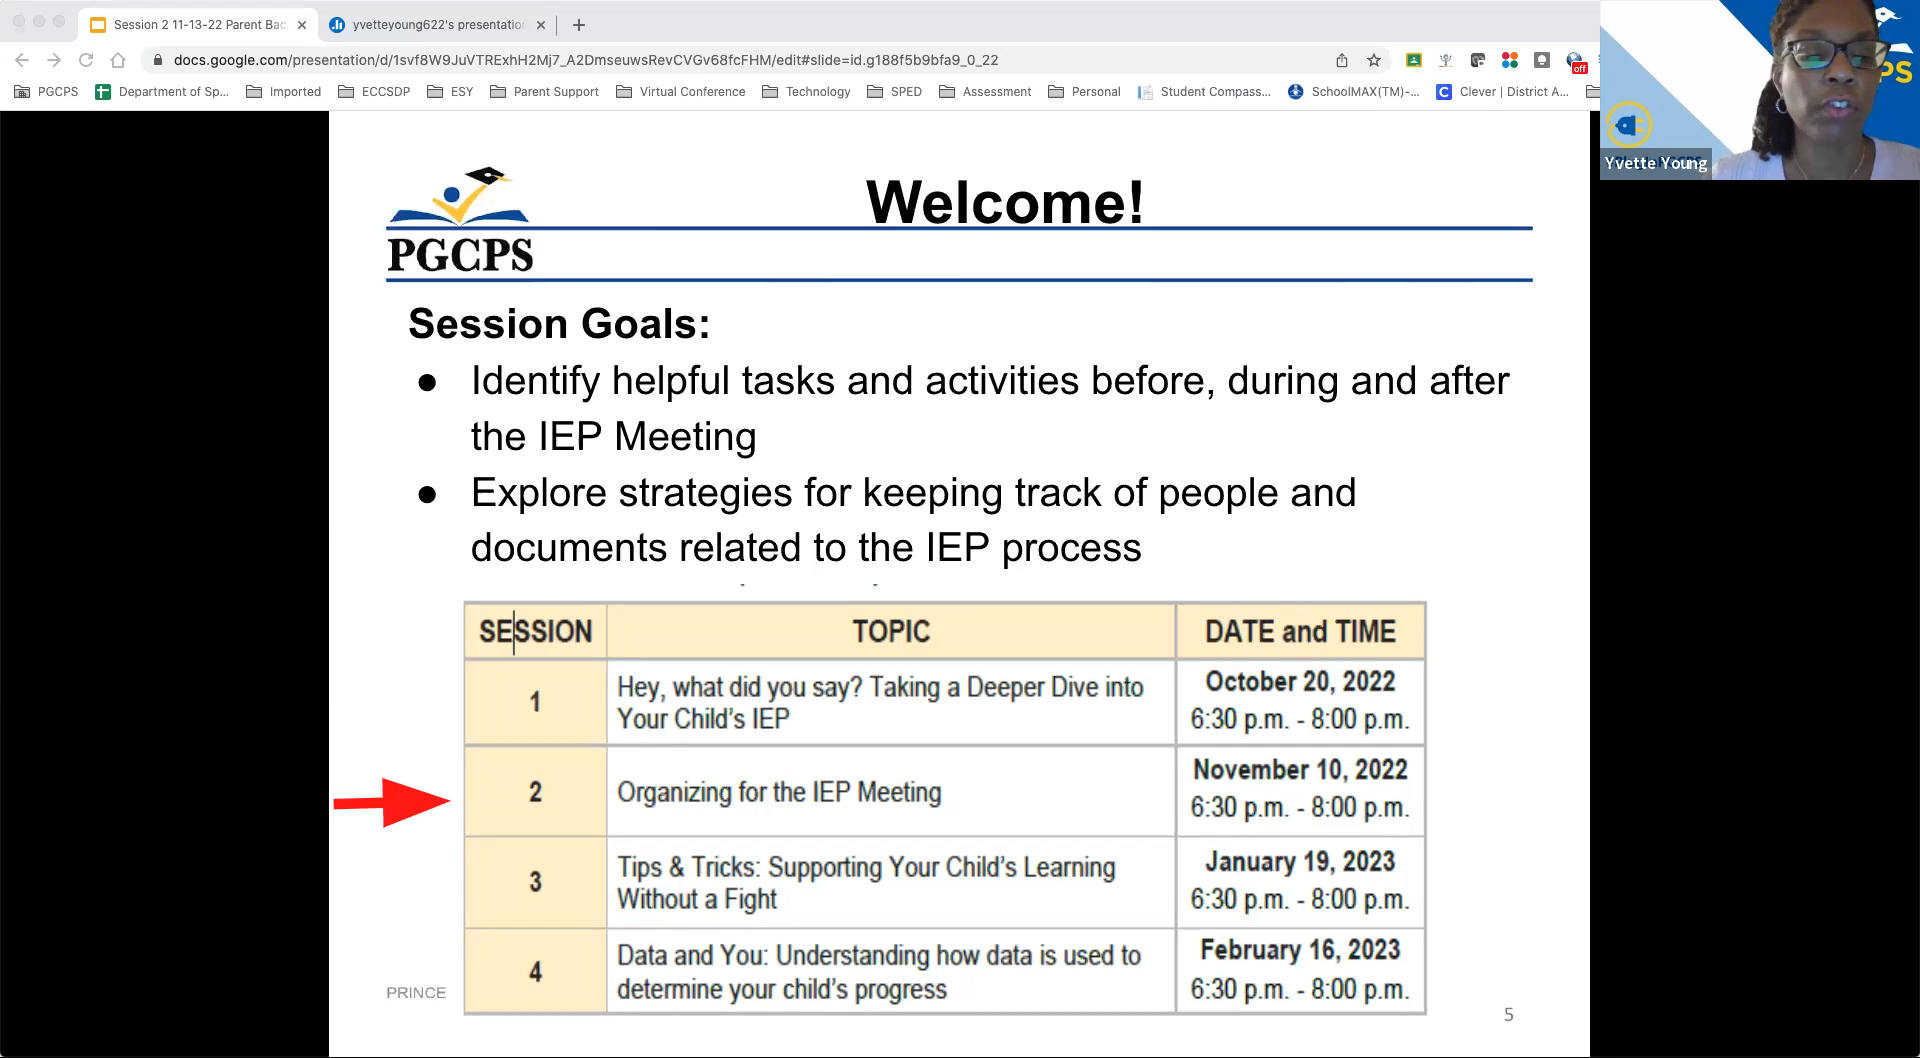 Session 2 11-13-22 Parent Bac
yvetteyoung622's presentation
docs.google.com/presentation/d/1svf8W9JuVTRExhH2Mj7_A2DmseuwsRevCVGv68fcFHM/edit#slide=id.g188f5b9bfa9_0_22
off
PGCPS
Department of Sp...
Imported
ECCSDP
ESY
Parent Support
Virtual Conference
Technology
SPED
Assessment
Personal
Student Compass...
SchoolMAX(TM)-...
Clever | District A...
PS
Yvette Young
Welcome!
PGCPS
Session Goals:
● Identify helpful tasks and activities before, during and after
the IEP Meeting
● Explore strategies for keeping track of people and
documents related to the IEP process
SESSION TOPIC DATE and TIME
1
Hey, what did you say? Taking a Deeper Dive into
Your Child's IEP
October 20, 2022
6:30 p.m. - 8:00 p.m.
2
Organizing for the IEP Meeting
November 10, 2022
6:30 p.m. - 8:00 p.m.
3
Tips & Tricks: Supporting Your Child's Learning
Without a Fight
January 19, 2023
6:30 p.m. - 8:00 p.m.
4
Data and You: Understanding how data is used to
determine your child's progress
February 16, 2023
6:30 p.m. - 8:00 p.m.
PRINCE
5